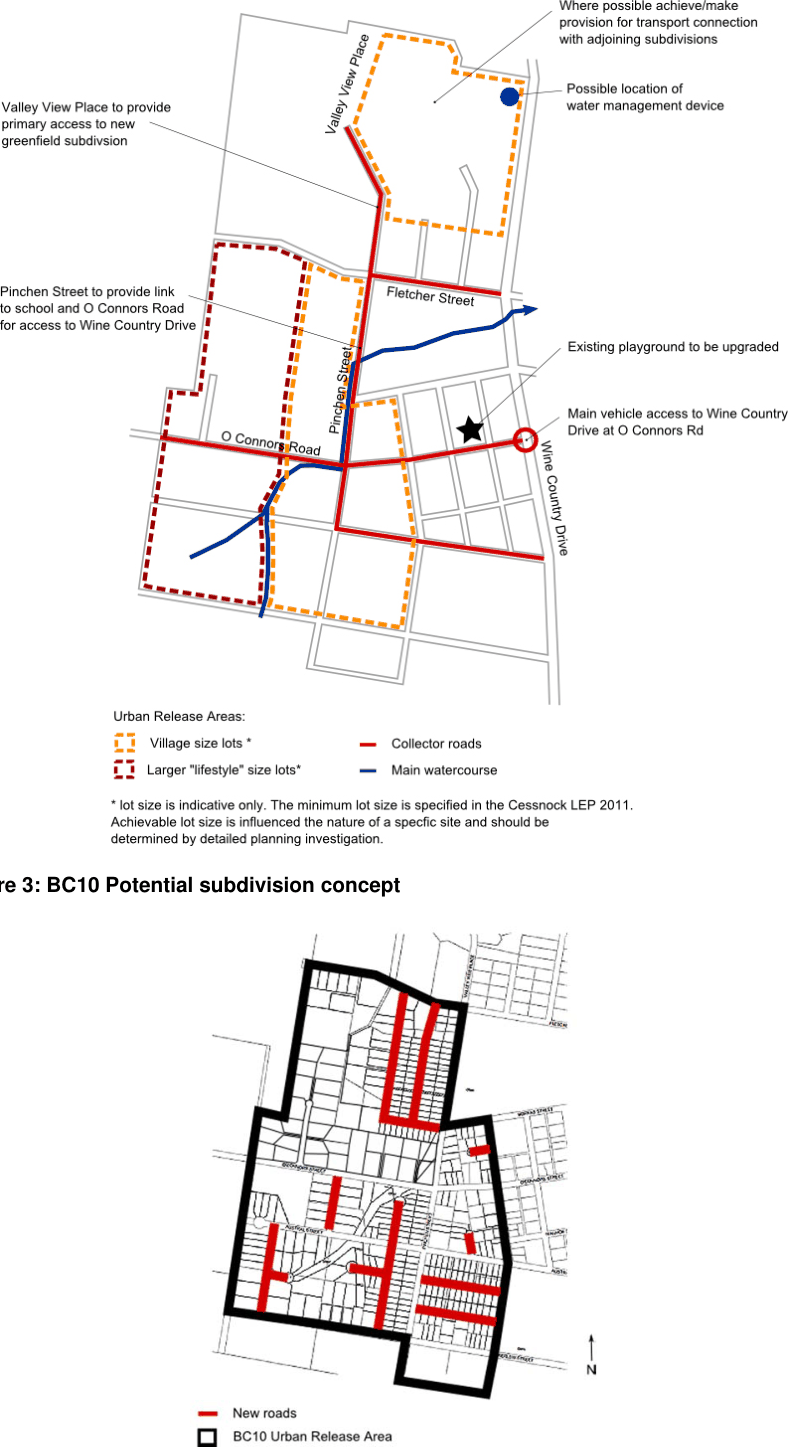 Where possible achieve/make
provision for transport connection
with adjoining subdivisions
Valley View Place
Possible location of
water management device
Valley View Place to provide
primary access to new
greenfield subdivsion
Pinchen Street to provide link
to school and O Connors Road
for access to Wine Country Drive
Fletcher Street
Existing playground to be upgraded
Pinchen Street
Main vehicle access to Wine Country
Drive at O Connors Rd
O Connors Road
Wine Country Drive
Urban Release Areas:
Village size lots *
Collector roads
Larger "lifestyle" size lots*
Main watercourse
* lot size is indicative only. The minimum lot size is specified in the Cessnock LEP 2011.
Achievable lot size is influenced the nature of a specfic site and should be
determined by detailed planning investigation.
re 3: BC10 Potential subdivision concept
AUSTRAL STREET
N
New roads
BC10 Urban Release Area